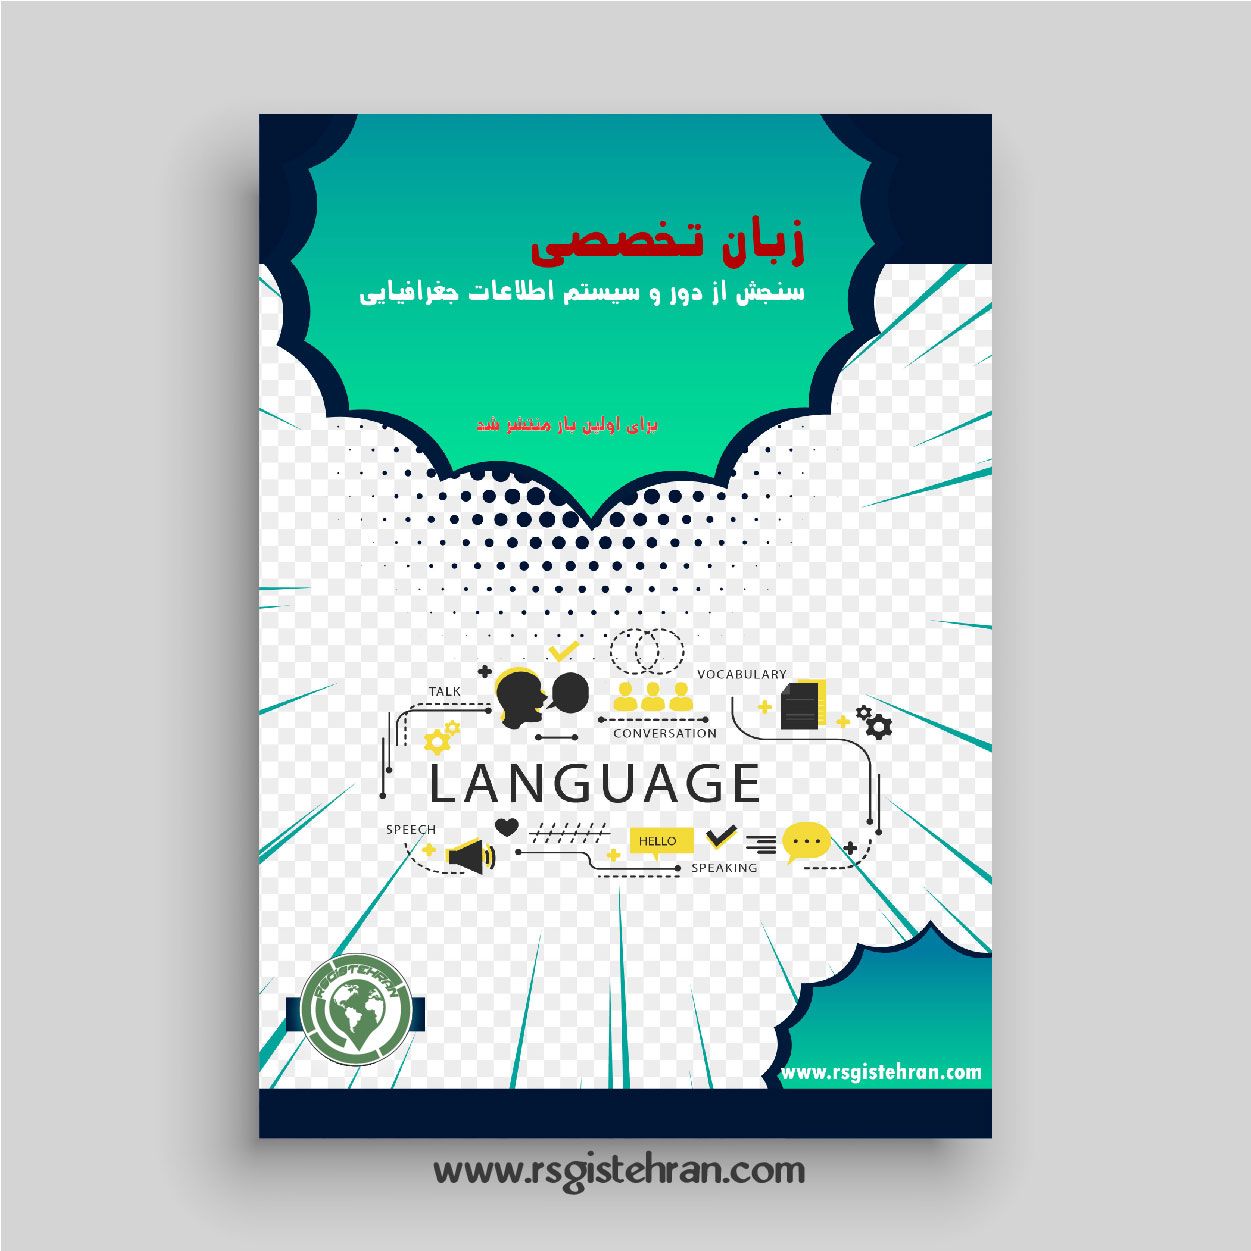 زبان تخصصی
سنجش از دور و سیستم اطلاعات جغرافیایی
برای اولین بار منتشر شد
VOCABULARY
TALK
CONVERSATION
LANGUAGE
SPEECH
HELLO
SPEAKING
RSGISTEHRAN
www.rsgistehran.com
www.rsgistehran.com